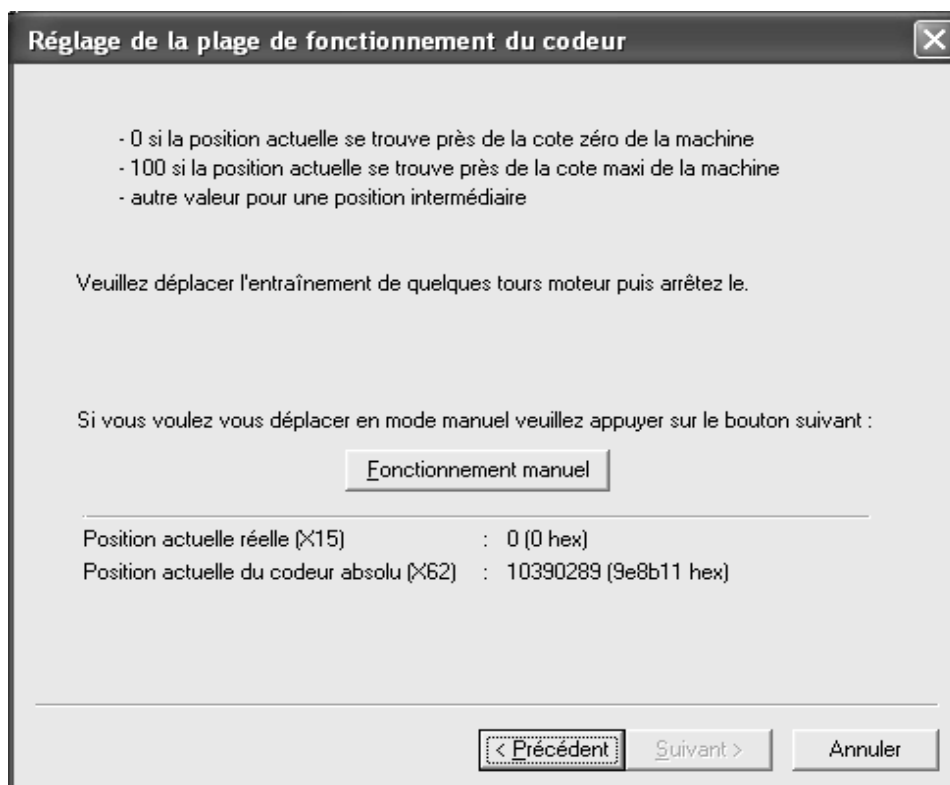 Réglage de la plage de fonctionnement du codeur
- 0 si la position actuelle se trouve près de la cote zéro de la machine
- 100 si la position actuelle se trouve près de la cote maxi de la machine
- autre valeur pour une position intermédiaire
Veuillez déplacer l'entraînement de quelques tours moteur puis arrêtez le.
Si vous voulez vous déplacer en mode manuel veuillez appuyer sur le bouton suivant :
Fonctionnement manuel
Position actuelle réelle (X15) : 0 (0 hex)
Position actuelle du codeur absolu (X62) : 10390289 (9e8b11 hex)
< Précédent Suivant > Annuler